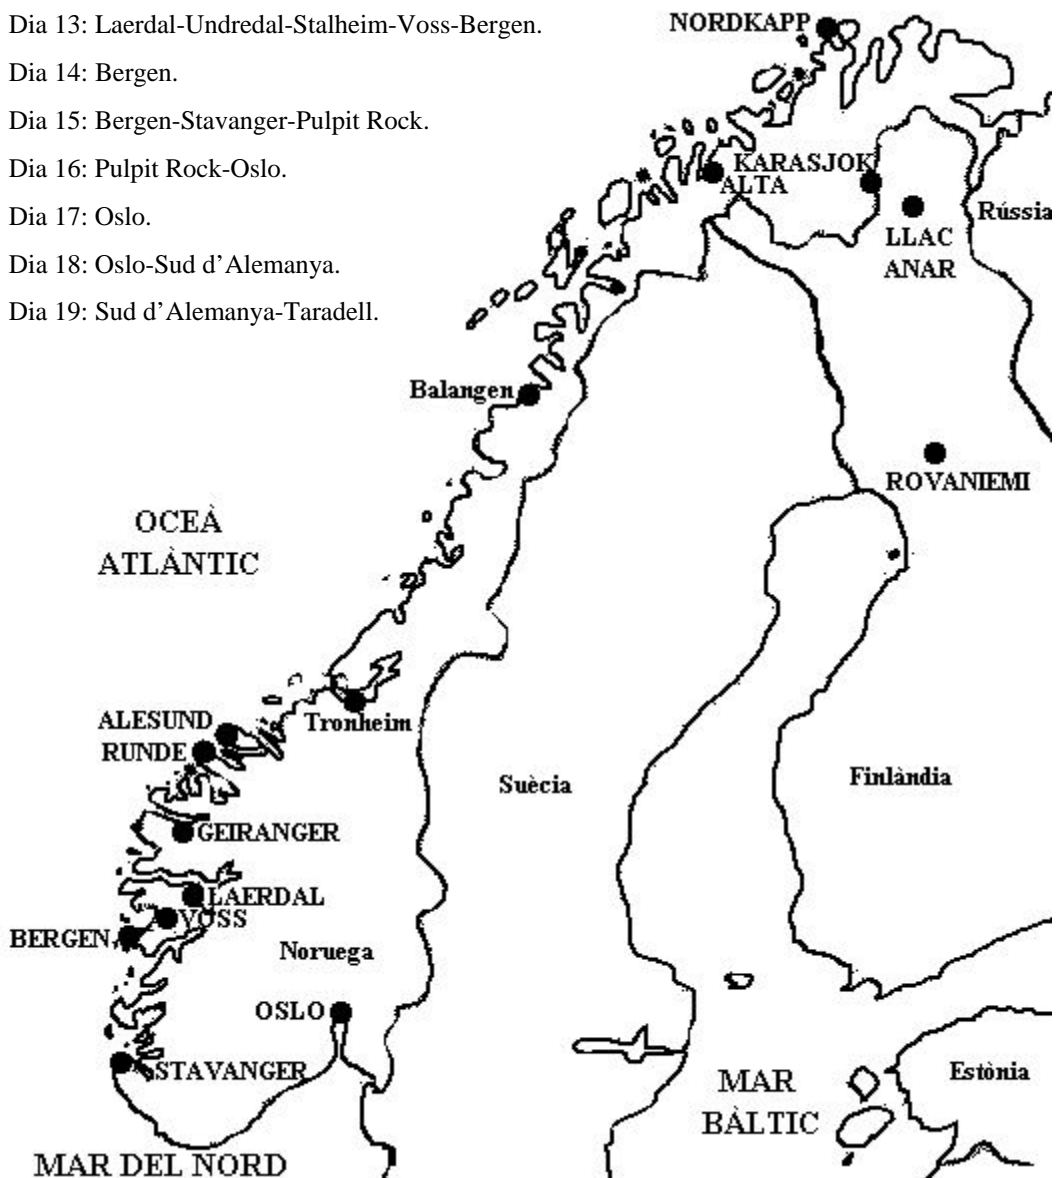 Dia 13: Laerdal-Undredal-Stalheim-Voss-Bergen.
Dia 14: Bergen.
Dia 15: Bergen-Stavanger-Pulpit Rock.
Dia 16: Pulpit Rock-Oslo.
Dia 17: Oslo.
Dia 18: Oslo-Sud d’Alemanya.
Dia 19: Sud d’Alemanya-Taradell.
NORDKAPP
KARASJOK
ALTA
Rússia
LLAC
ANAR
Balangen
ROVANIEMI
OCEÀ
ATLÀNTIC
ALESUND
RUNDE
Tronheim
Suècia
Finlàndia
GEIRANGER
LAERDAL
VOSS
BERGEN
Noruega
OSLO
STAVANGER
MAR
BÀLTIC
Estònia
MAR DEL NORD